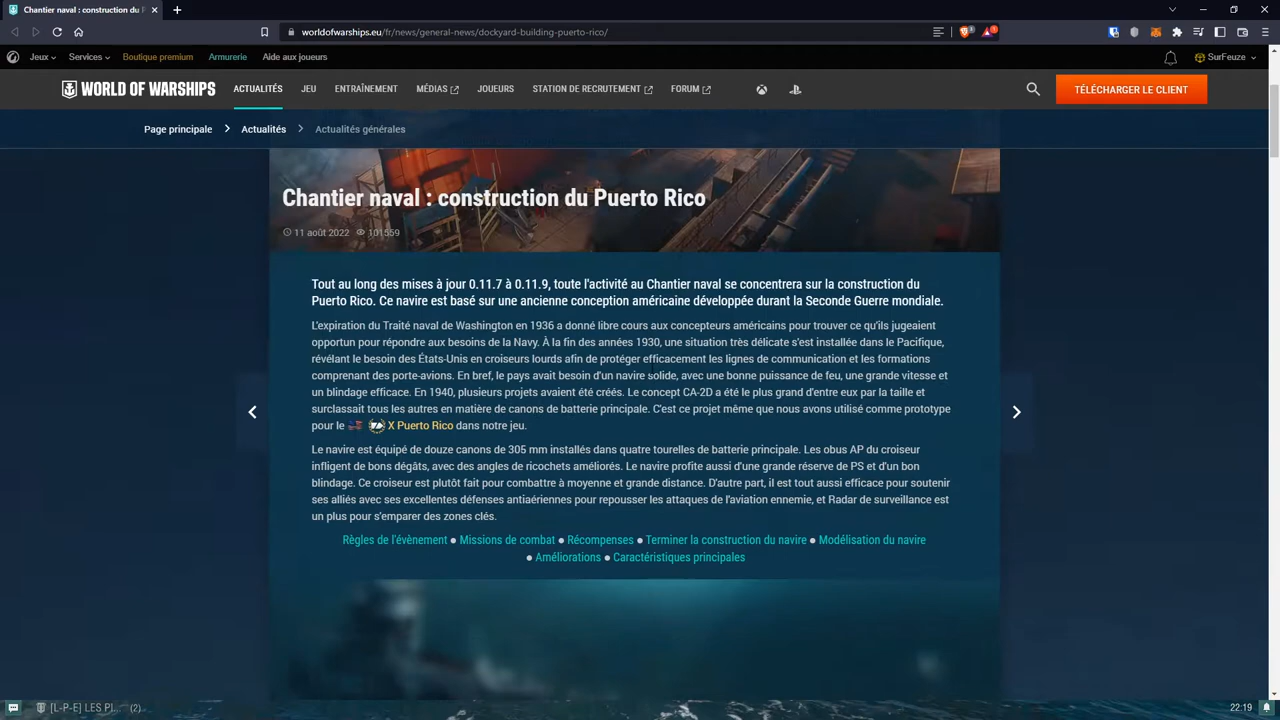 Chantier naval : construction du P
worldofwarships.eu/fr/news/general-news/dockyard-building-puerto-rico/
Jeux Services Boutique premium Armurerie Aide aux joueurs SurFeuze
WORLD OF WARSHIPS ACTUALITÉS JEU ENTRAÎNEMENT MÉDIAS JOUEURS STATION DE RECRUTEMENT FORUM TÉLÉCHARGER LE CLIENT
Page principale Actualités Actualités générales
Chantier naval : construction du Puerto Rico
11 août 2022 101559
Tout au long des mises à jour 0.11.7 à 0.11.9, toute l'activité au Chantier naval se concentrera sur la construction du
Puerto Rico. Ce navire est basé sur une ancienne conception américaine développée durant la Seconde Guerre mondiale.
L'expiration du Traité naval de Washington en 1936 a donné libre cours aux concepteurs américains pour trouver ce qu'ils jugeaient
opportun pour répondre aux besoins de la Navy. À la fin des années 1930, une situation très délicate s'est installée dans le Pacifique,
révélant le besoin des États-Unis en croiseurs lourds afin de protéger efficacement les lignes de communication et les formations
comprenant des porte-avions. En bref, le pays avait besoin d'un navire solide, avec une bonne puissance de feu, une grande vitesse et
un blindage efficace. En 1940, plusieurs projets avaient été créés. Le concept CA-2D a été le plus grand d'entre eux par la taille et
surclassait tous les autres en matière de canons de batterie principale. C'est ce projet même que nous avons utilisé comme prototype
pour le X Puerto Rico dans notre jeu.
Le navire est équipé de douze canons de 305 mm installés dans quatre tourelles de batterie principale. Les obus AP du croiseur
infligent de bons dégâts, avec des angles de ricochets améliorés. Le navire profite aussi d'une grande réserve de PS et d'un bon
blindage. Ce croiseur est plutôt fait pour combattre à moyenne et grande distance. D'autre part, il est tout aussi efficace pour soutenir
ses alliés avec ses excellentes défenses antiaériennes pour repousser les attaques de l'aviation ennemie, et Radar de surveillance est
un plus pour s'emparer des zones clés.
Règles de l'évènement ● Missions de combat ● Récompenses ● Terminer la construction du navire ● Modélisation du navire
● Améliorations ● Caractéristiques principales
[L-P-E] LES PI... (2) 22:19